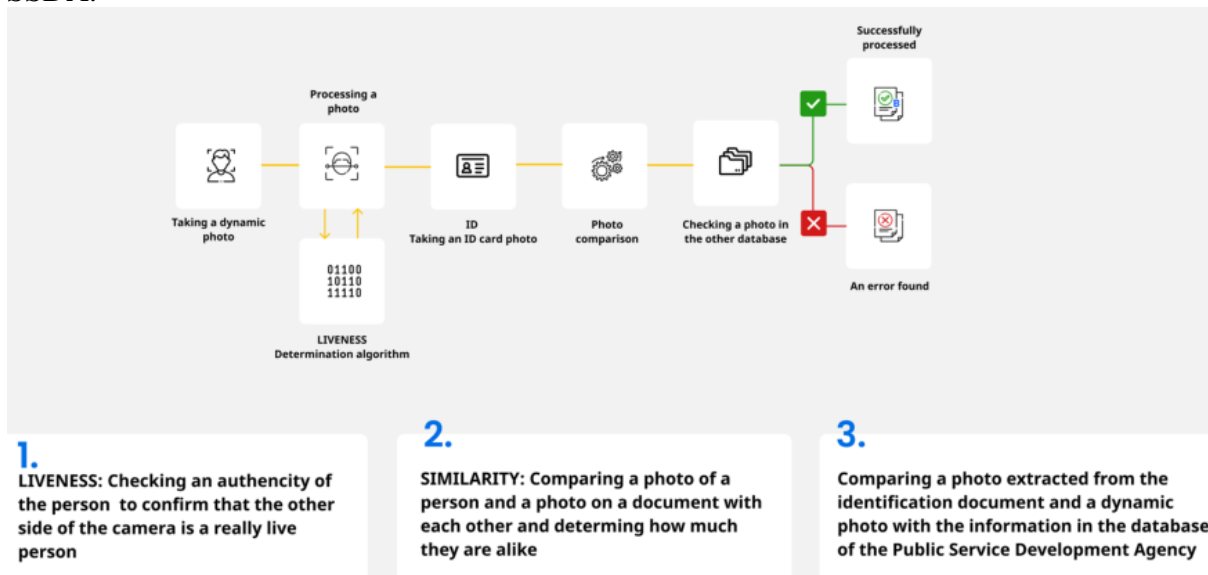 Successfully
processed
Processing a
photo
Taking a dynamic
photo
ID
Taking an ID card photo
Photo
comparison
Checking a photo in
the other database
An error found
01100
10110
11110
LIVENESS
Determination algorithm
1.
LIVENESS: Checking an authencity of
the person to confirm that the other
side of the camera is a really live
person
2.
SIMILARITY: Comparing a photo of a
person and a photo on a document with
each other and determing how much
they are alike
3.
Comparing a photo extracted from the
identification document and a dynamic
photo with the information in the database
of the Public Service Development Agency